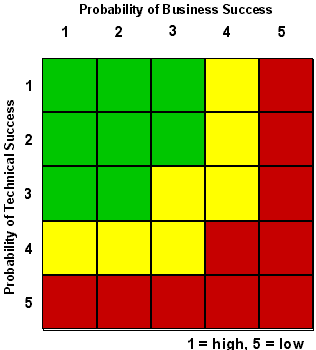 Probability of Business Success
1 2 3 4 5
Probability of Technical Success
1
2
3
4
5
1 = high, 5 = low